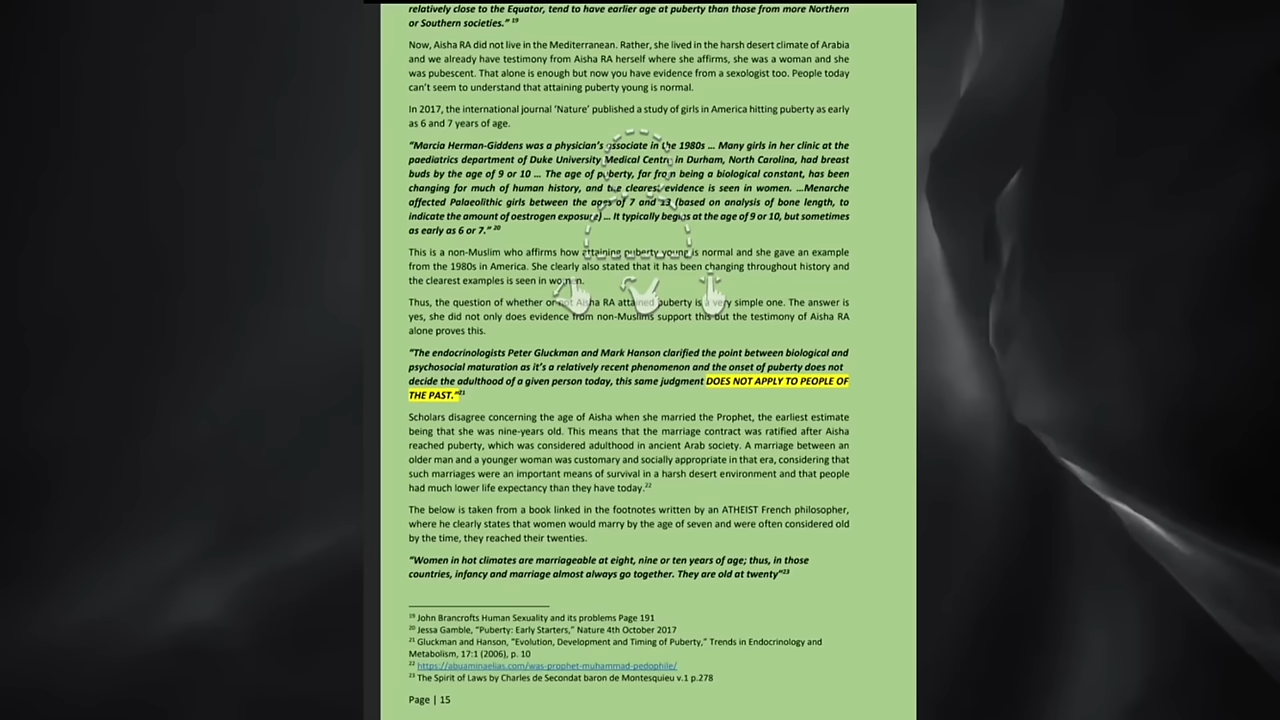 relatively close to the Equator, tend to have earlier age at puberty than those from more Northern
or Southern societies." 19
Now, Aisha RA did not live in the Mediterranean. Rather, she lived in the harsh desert climate of Arabia
and we already have testimony from Aisha RA herself where she affirms, she was a woman and she
was pubescent. That alone is enough but now you have evidence from a sexologist too. People today
can't seem to understand that attaining puberty young is normal.
In 2017, the international journal 'Nature' published a study of girls in America hitting puberty as early
as 6 and 7 years of age.
"Marcia Herman-Giddens was a physician's associate in the 1980s ... Many girls in her clinic at the
paediatrics department of Duke University Medical Centre in Durham, North Carolina, had breast
buds by the age of 9 or 10 ... The age of puberty, far from being a biological constant, has been
changing for much of human history, and the clearest evidence is seen in women. ...Menarche
affected Palaeolithic girls between the ages of 7 and 13 (based on analysis of bone length, to
indicate the amount of oestrogen exposure) ... It typically begins at the age of 9 or 10, but sometimes
as early as 6 or 7." 20
This is a non-Muslim who affirms how attaining puberty young is normal and she gave an example
from the 1980s in America. She clearly also stated that it has been changing throughout history and
the clearest examples is seen in women.
Thus, the question of whether or not Aisha RA attained puberty is a very simple one. The answer is
yes, she did not only does evidence from non-Muslims support this but the testimony of Aisha RA
alone proves this.
"The endocrinologists Peter Gluckman and Mark Hanson clarified the point between biological and
psychosocial maturation as it's a relatively recent phenomenon and the onset of puberty does not
decide the adulthood of a given person today, this same judgment DOES NOT APPLY TO PEOPLE OF
THE PAST."21
Scholars disagree concerning the age of Aisha when she married the Prophet, the earliest estimate
being that she was nine-years old. This means that the marriage contract was ratified after Aisha
reached puberty, which was considered adulthood in ancient Arab society. A marriage between an
older man and a younger woman was customary and socially appropriate in that era, considering that
such marriages were an important means of survival in a harsh desert environment and that people
had much lower life expectancy than they have today.22
The below is taken from a book linked in the footnotes written by an ATHEIST French philosopher,
where he clearly states that women would marry by the age of seven and were often considered old
by the time, they reached their twenties.
"Women in hot climates are marriageable at eight, nine or ten years of age; thus, in those
countries, infancy and marriage almost always go together. They are old at twenty"23
19 John Brancrofts Human Sexuality and its problems Page 191
20 Jessa Gamble, "Puberty: Early Starters," Nature 4th October 2017
21 Gluckman and Hanson, "Evolution, Development and Timing of Puberty," Trends in Endocrinology and
Metabolism, 17:1 (2006), p. 10
22 https://abuaminaelias.com/was-prophet-muhammad-pedophile/
23 The Spirit of Laws by Charles de Secondat baron de Montesquieu v.1 p.278
Page | 15